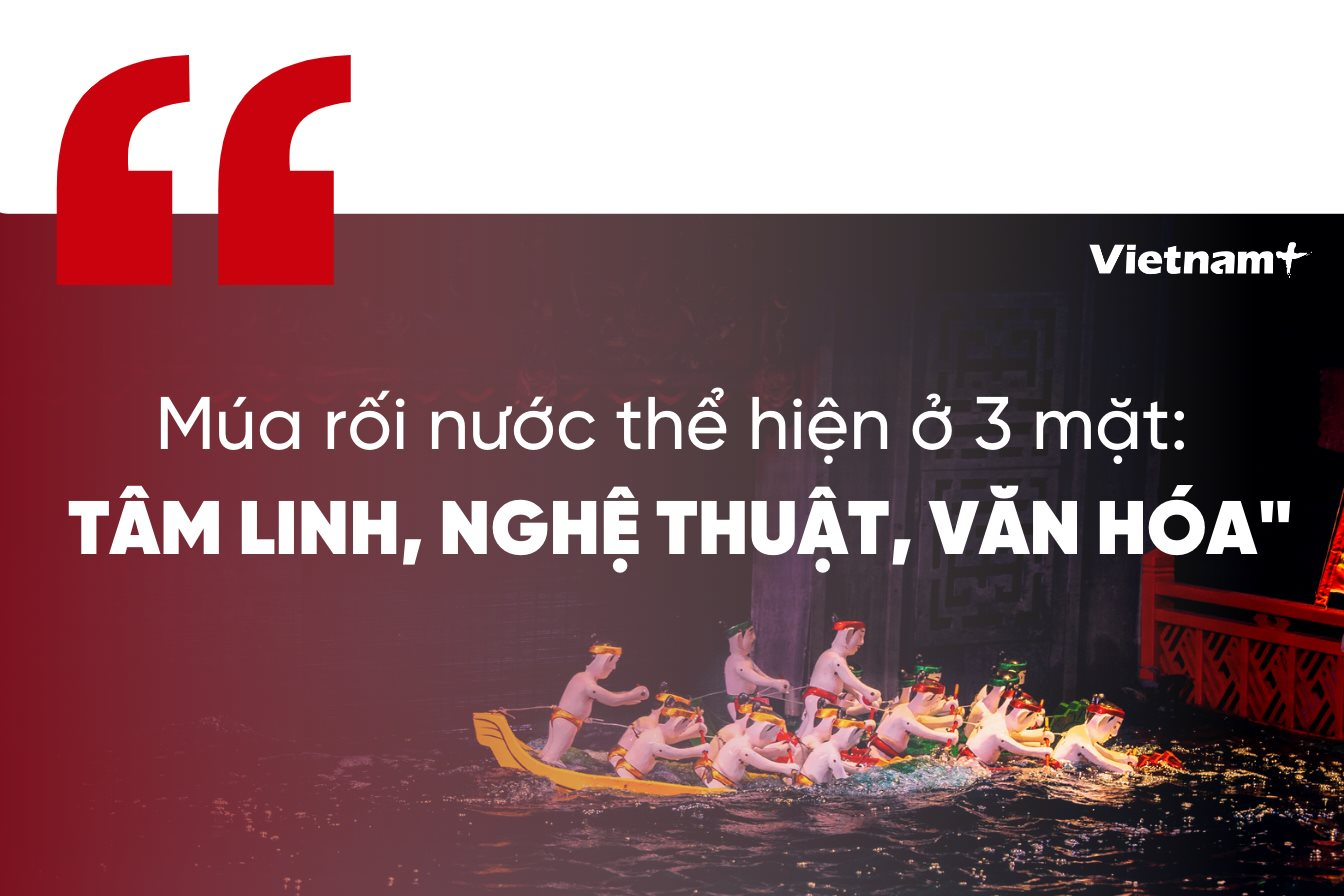 “
Vietnam+
Múa rối nước thể hiện ở 3 mặt:
TÂM LINH, NGHỆ THUẬT, VĂN HÓA"